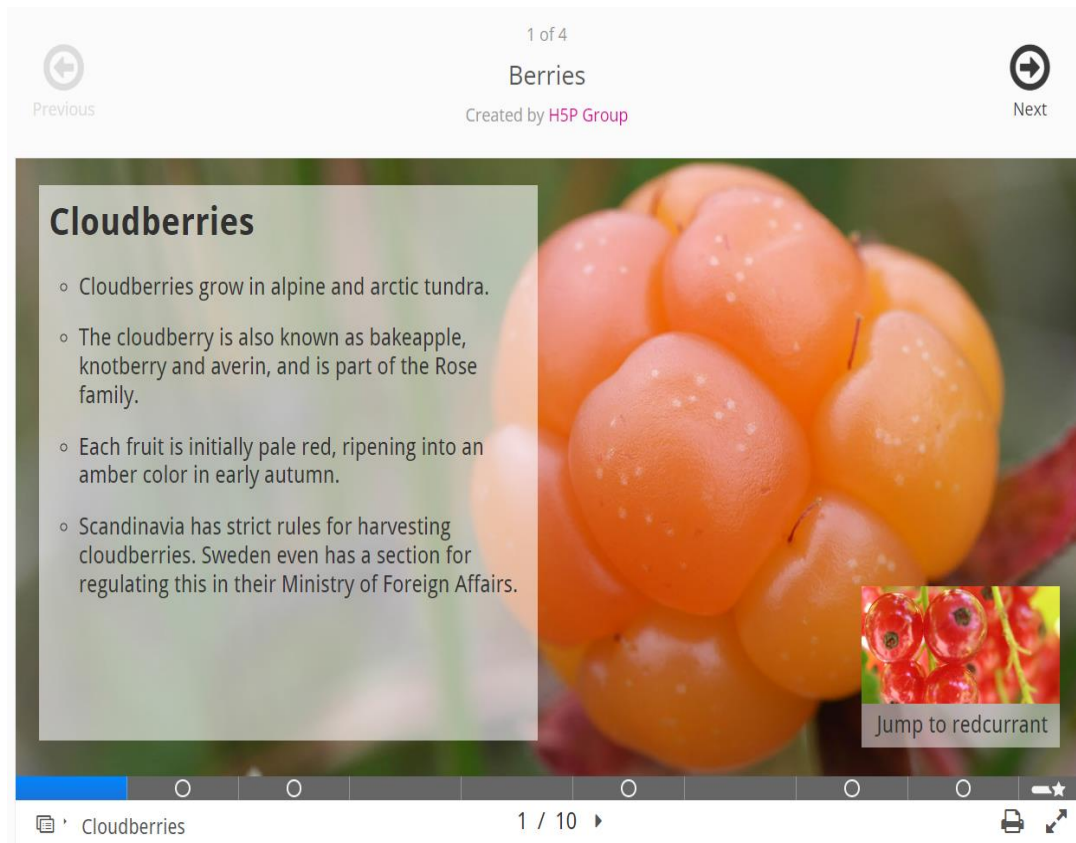 1 of 4
Berries
Created by H5P Group
Previous
Next
Cloudberries
Cloudberries grow in alpine and arctic tundra.
The cloudberry is also known as bakeapple,
knotberry and averin, and is part of the Rose
family.
Each fruit is initially pale red, ripening into an
amber color in early autumn.
Scandinavia has strict rules for harvesting
cloudberries. Sweden even has a section for
regulating this in their Ministry of Foreign Affairs.
Jump to redcurrant
Cloudberries
1 / 10